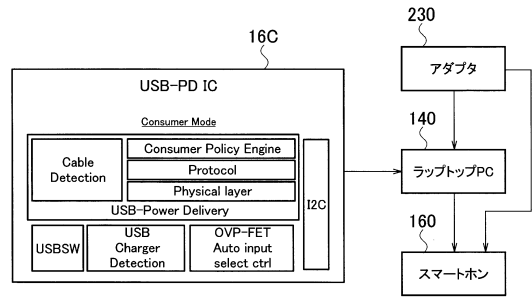 16C
USB-PD IC
Consumer Mode
Cable
Detection
Consumer Policy Engine
Protocol
Physical layer
USB-Power Delivery
I2C
USBSW
USB
Charger
Detection
OVP-FET
Auto input
select ctrl
230
アダプタ
140
ラップトップPC
160
スマートホン